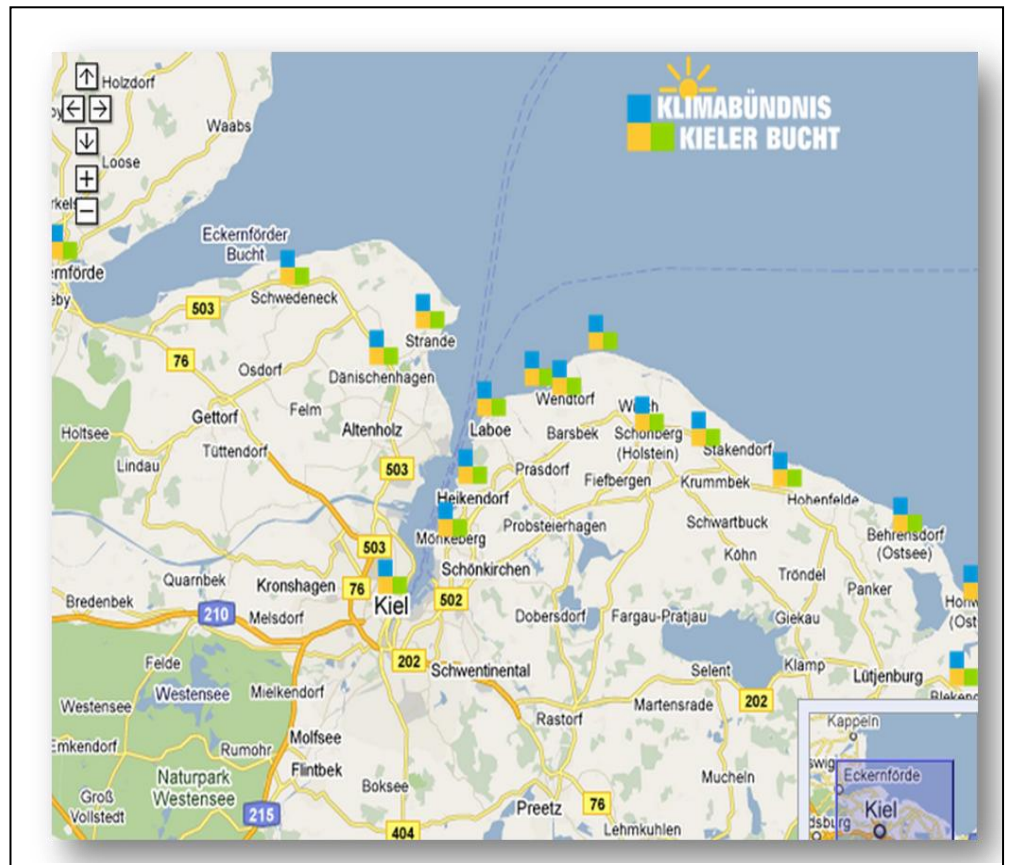 Holzdorf
Waabs
Loose
KLIMABÜNDNIS
KIELER BUCHT
Eckernförder
Bucht
ernförde
Schwedeneck
eby
503
Strande
76
Osdorf
Dänischenhagen
Wendtorf
Gettorf
Felm
Altenholz
Laboe
Barsbek
Schönberg
(Holstein)
Stakendorf
Holtsee
Tüttendorf
Lindau
503
Prasdorf
Fiefbergen
Krummbek
Heikendorf
Hohenfelde
Mönkeberg
Probsteierhagen
Schwartbuck
Behrensdorf
(Ostsee)
503
Köhn
Schönkirchen
Tröndel
Quarnbek
Kronshagen
76
Kiel
502
Panker
Bredenbek
210
Melsdorf
Dobersdorf
Fargau-Pratjau
Giekau
Felde
202
Schwentinental
Selent
Klamp
Lütjenburg
Westensee
Mielkendorf
Westensee
Martensrade
202
Rastorf
Emkendorf
Rumohr
Molfsee
Kappeln
Flintbek
Naturpark
Westensee
Boksee
Mucheln
Eckernförde
Groß
Vollstedt
215
Preetz
76
Kiel
404
Lehmkuhlen